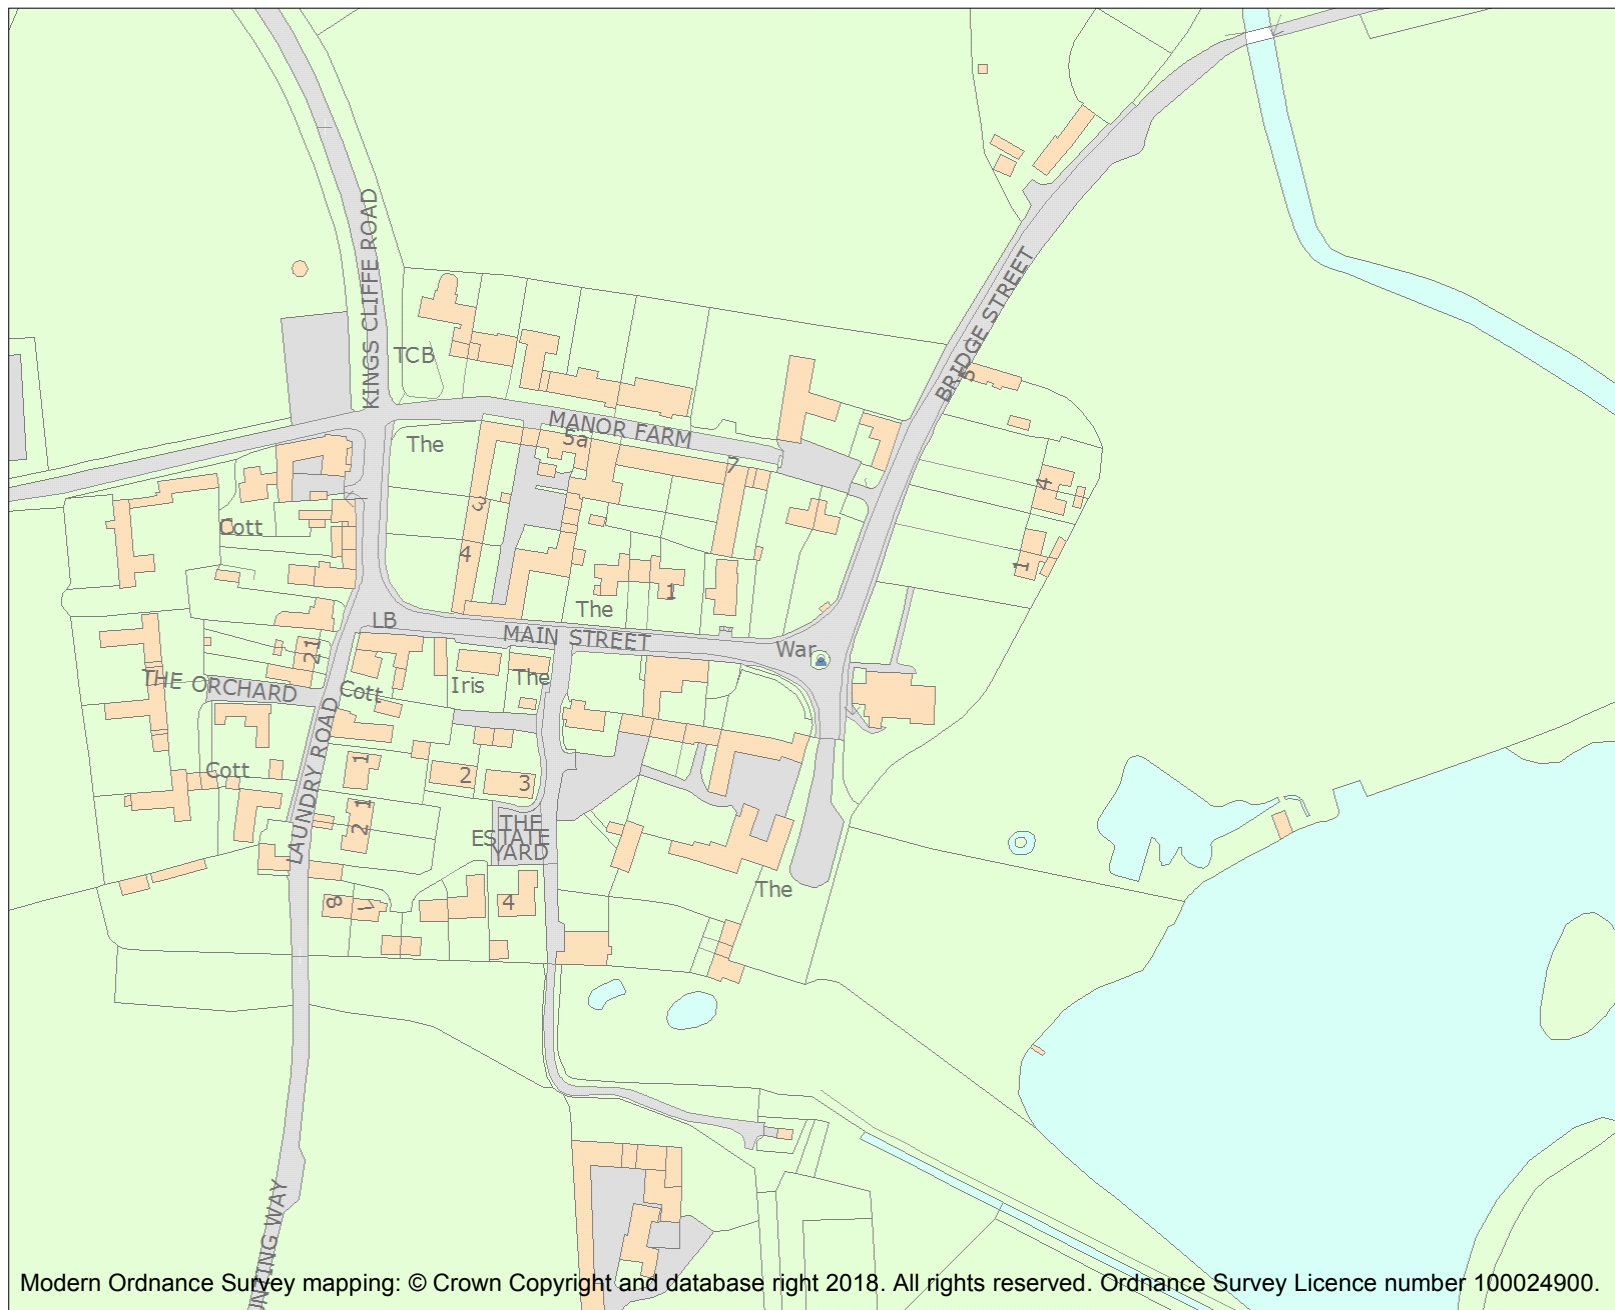 KINGS CLIFFE ROAD
TCB
BRIDGE STREET
5
MANOR FARM
5a
The
7
4
3
Cott
4
1
1
The
LB
MAIN STREET
War
21
THE ORCHARD
Cott
Iris
The
LAUNDRY ROAD
Cott
1
2
3
1
2
THE
ESTATE
YARD
The
8
4
Modern Ordnance Survey mapping: © Crown Copyright and database right 2018. All rights reserved. Ordnance Survey Licence number 100024900.